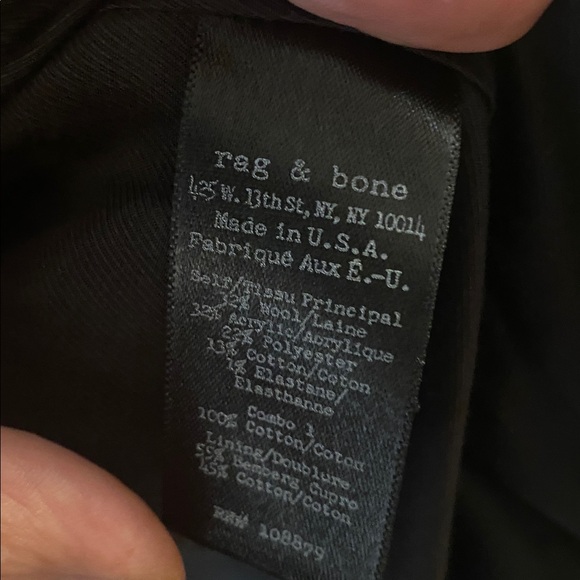 rag & bone
425 W. 13th St, NY, NY 10014
Made in U.S.A.
Fabriqué Aux É.-U.
Self/Tissu Principal
32% Wool/Laine
32% Acrylic/Acrylique
22% Polyester
13% Cotton/Coton
1% Elastane/
Elasthanne
Combo 1
100% Cotton/Coton
Lining/Doublure
55% Bemberg Cupro
45% Cotton/Coton
RN# 108879